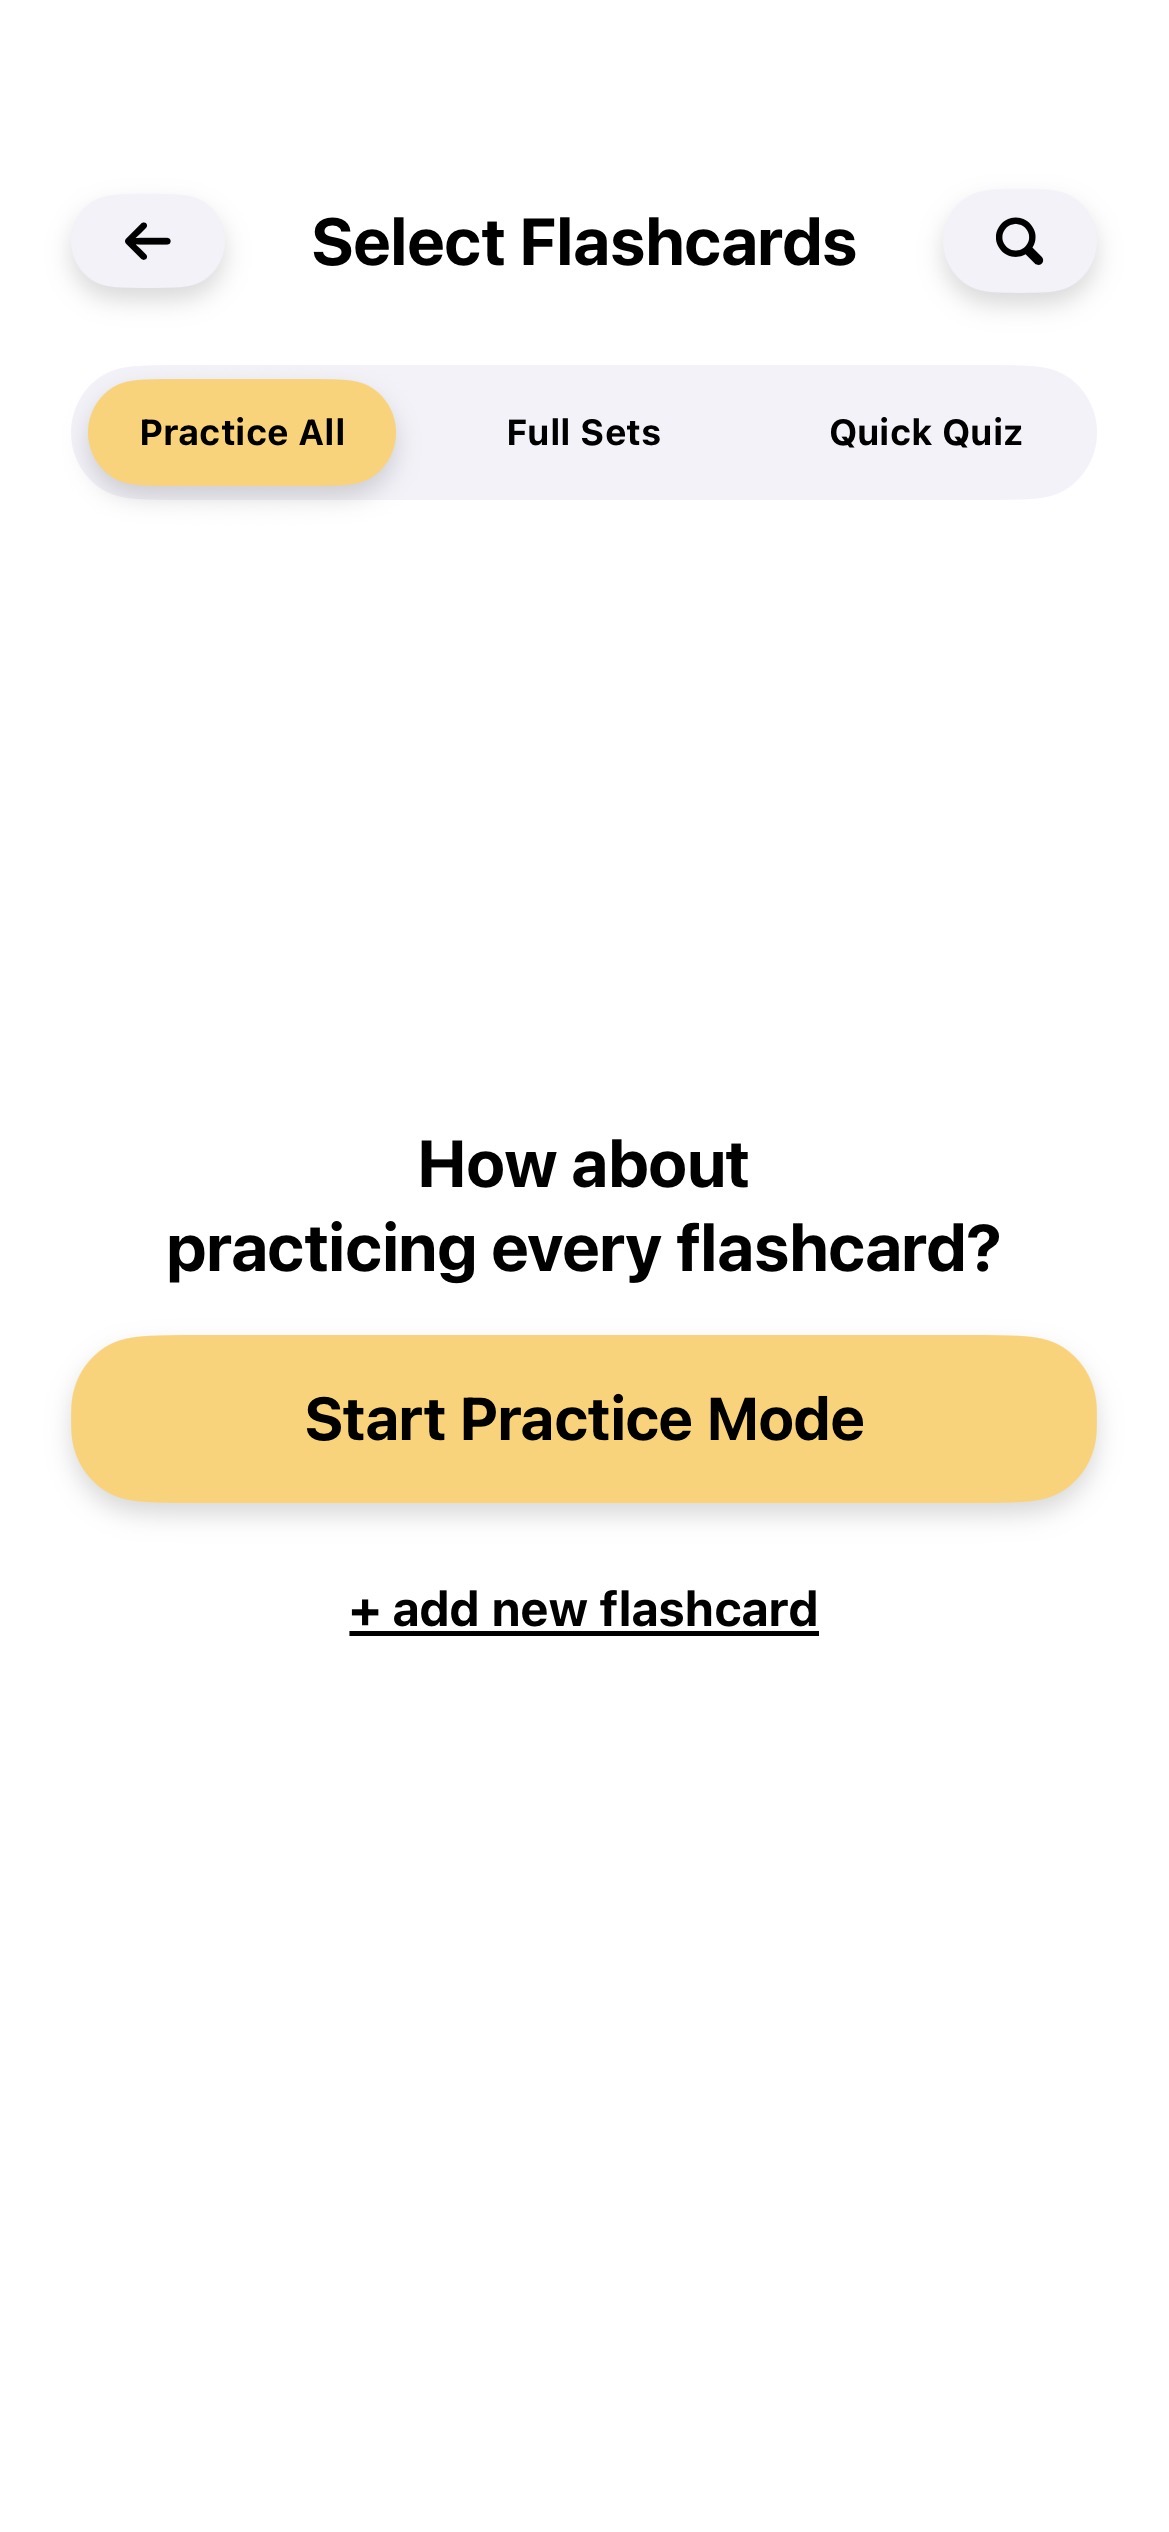 Select Flashcards
Practice All
Full Sets
Quick Quiz
How about
practicing every flashcard?
Start Practice Mode
+ add new flashcard